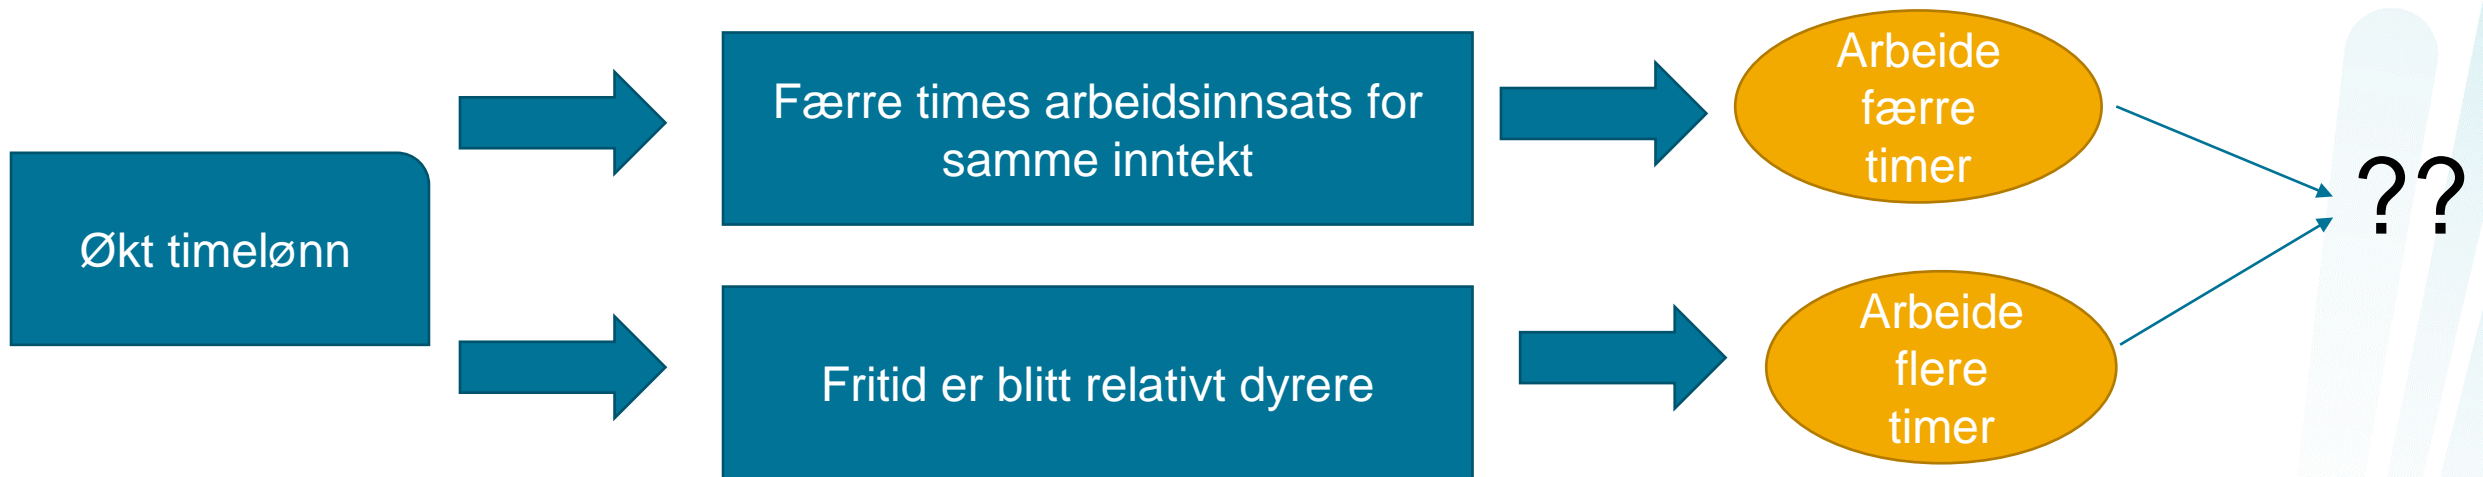 Økt timelønn
Færre times arbeidsinnsats for
samme inntekt
Arbeide
færre
timer
Fritid er blitt relativt dyrere
Arbeide
flere
timer
??